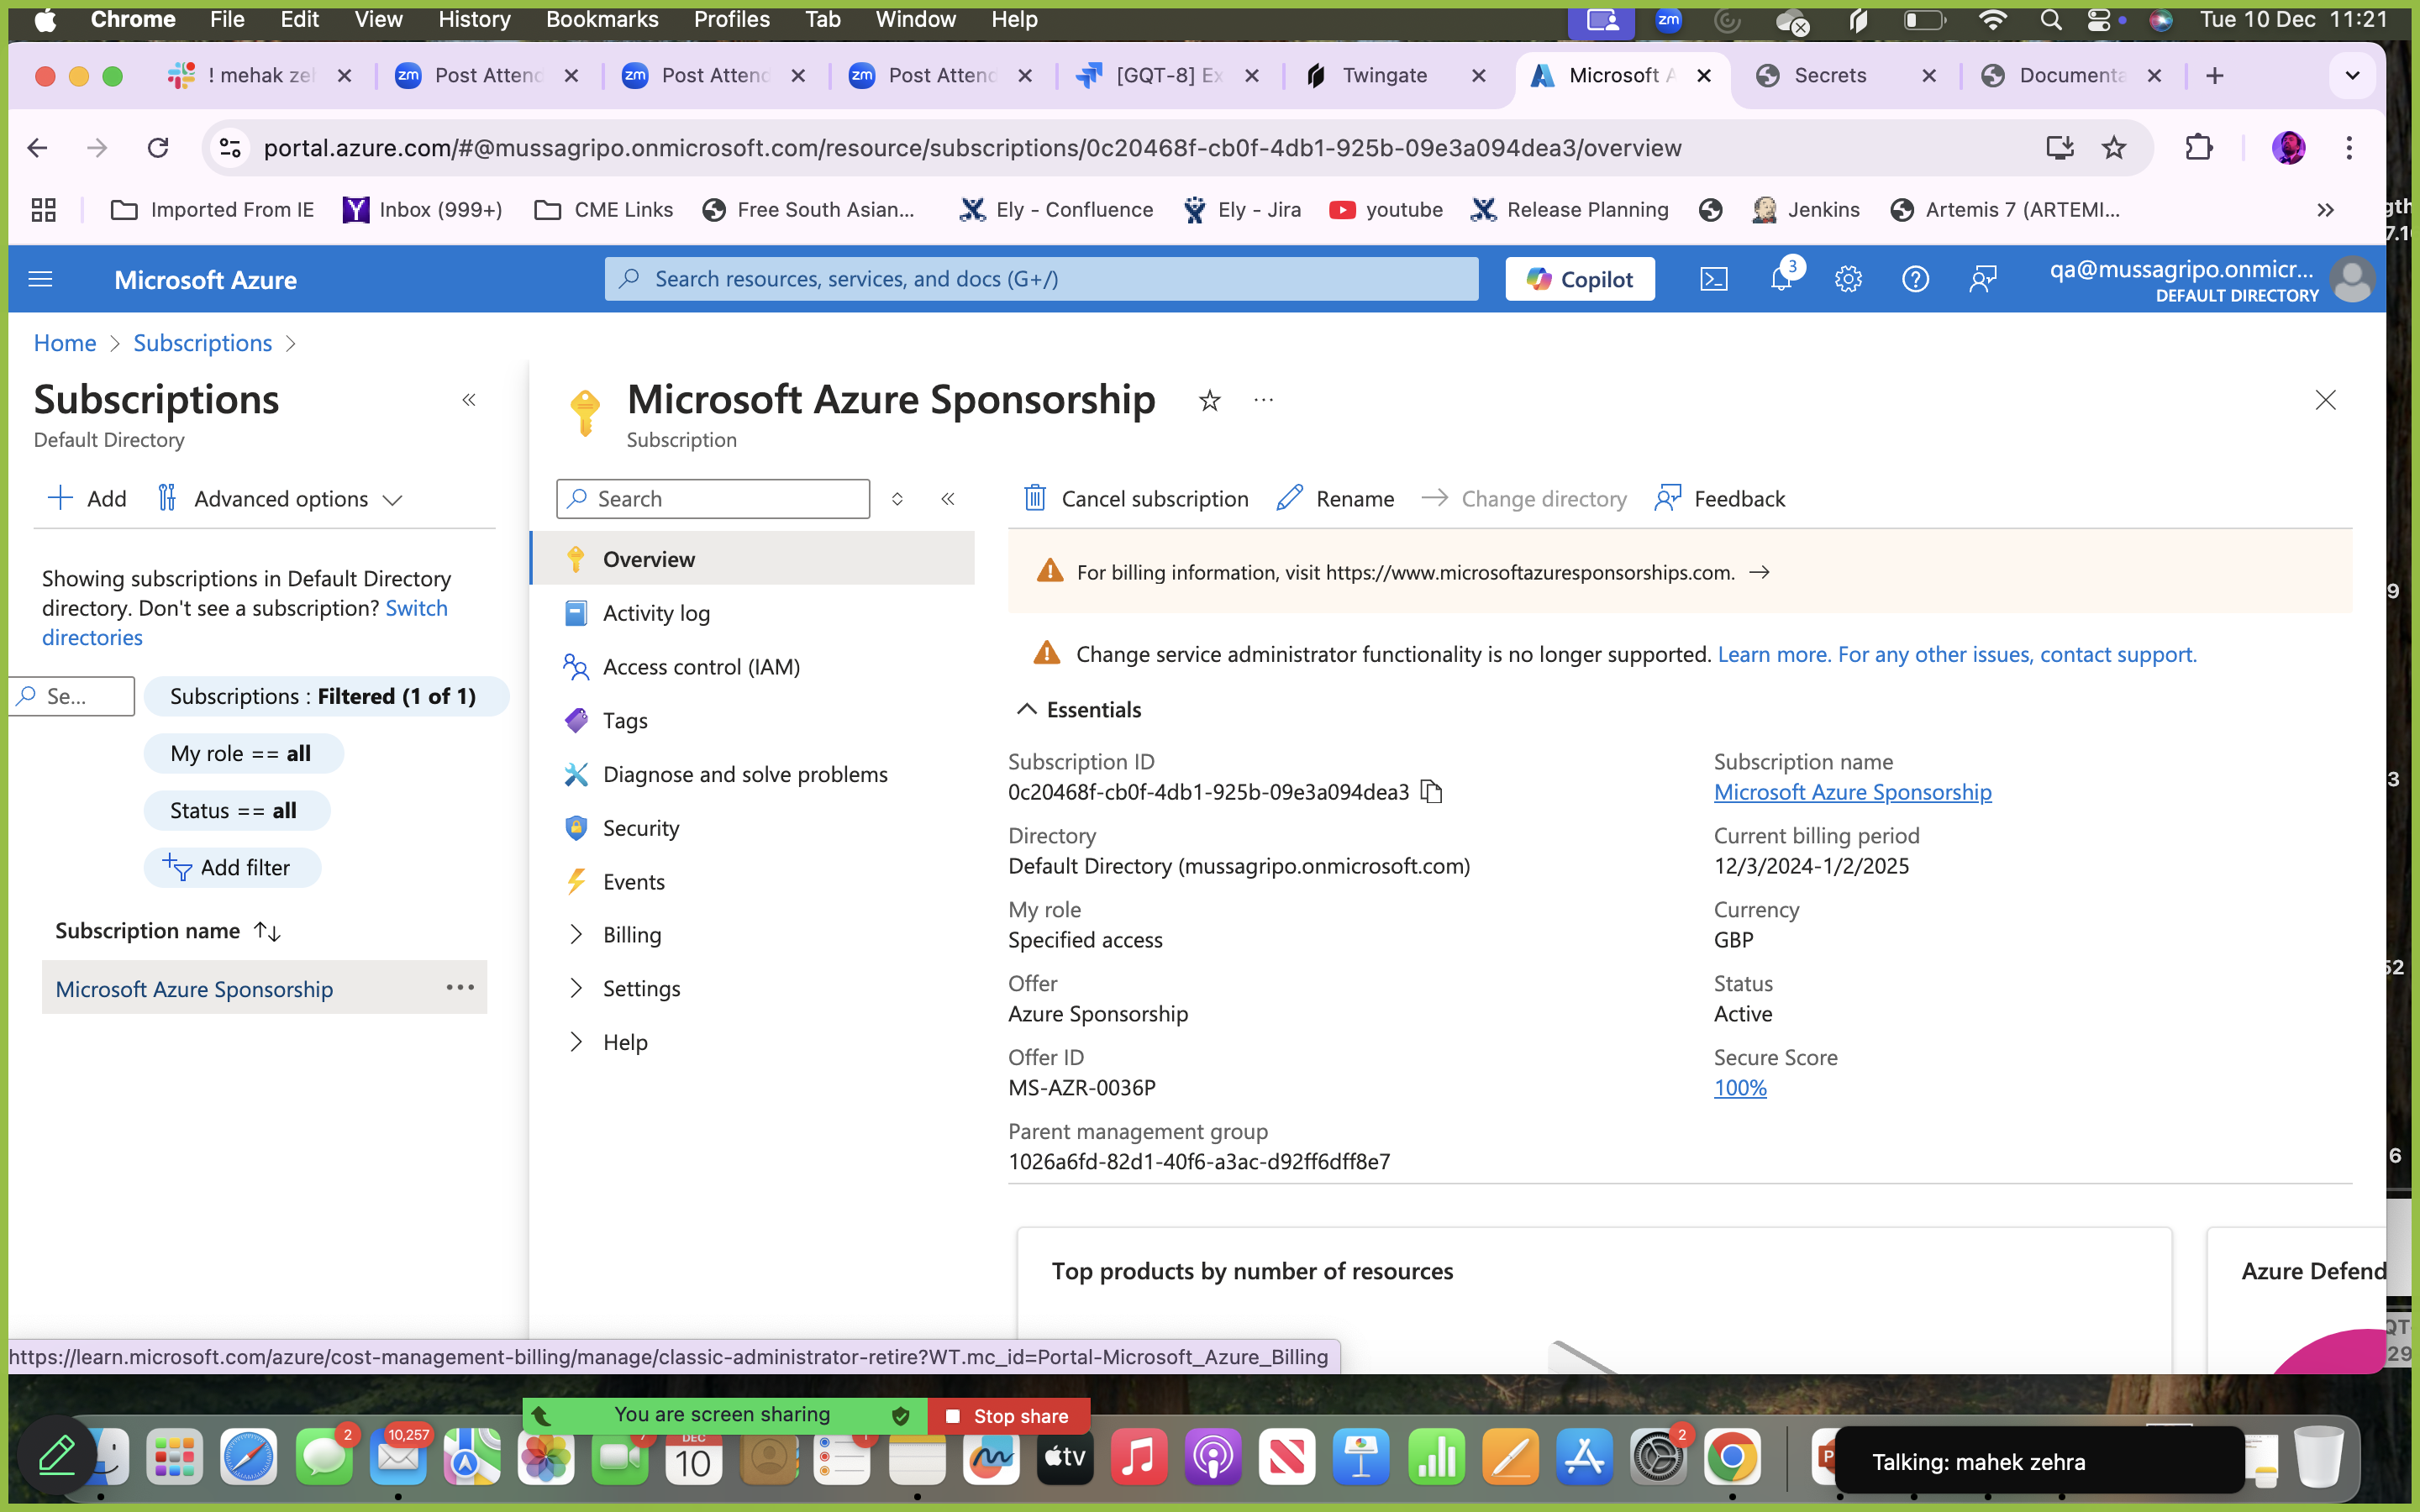 Chrome File Edit View History Bookmarks Profiles Tab Window Help
zm
Tue 10 Dec 11:21
! mehak zeh
zm Post Attend
zm Post Attend
zm Post Attend
[GQT-8] Ex
Twingate
Microsoft A
Secrets
Documenta
portal.azure.com/#@mussagripo.onmicrosoft.com/resource/subscriptions/0c20468f-cb0f-4db1-925b-09e3a094dea3/overview
Imported From IE
Inbox (999+)
CME Links
Free South Asian...
Ely - Confluence
Ely - Jira
youtube
Release Planning
Jenkins
Artemis 7 (ARTEMI...
Microsoft Azure
Search resources, services, and docs (G+/)
Copilot
3
qa@mussagripo.onmicr...
DEFAULT DIRECTORY
Home > Subscriptions >
Subscriptions
Default Directory
Add
Advanced options
Showing subscriptions in Default Directory
directory. Don't see a subscription? Switch
directories
Se...
Subscriptions : Filtered (1 of 1)
My role == all
Status == all
Add filter
Subscription name
Microsoft Azure Sponsorship
Microsoft Azure Sponsorship
Subscription
Search
Overview
Activity log
Access control (IAM)
Tags
Diagnose and solve problems
Security
Events
Billing
Settings
Help
Cancel subscription
Rename
Change directory
Feedback
For billing information, visit https://www.microsoftazuresponsorships.com.
Change service administrator functionality is no longer supported. Learn more. For any other issues, contact support.
Essentials
Subscription ID
0c20468f-cb0f-4db1-925b-09e3a094dea3
Directory
Default Directory (mussagripo.onmicrosoft.com)
My role
Specified access
Offer
Azure Sponsorship
Offer ID
MS-AZR-0036P
Parent management group
1026a6fd-82d1-40f6-a3ac-d92ff6dff8e7
Subscription name
Microsoft Azure Sponsorship
Current billing period
12/3/2024-1/2/2025
Currency
GBP
Status
Active
Secure Score
100%
Top products by number of resources
Azure Defend
https://learn.microsoft.com/azure/cost-management-billing/manage/classic-administrator-retire?WT.mc_id=Portal-Microsoft_Azure_Billing
You are screen sharing
Stop share
2
10,257
DEC
10
tv
2
Talking: mahek zehra